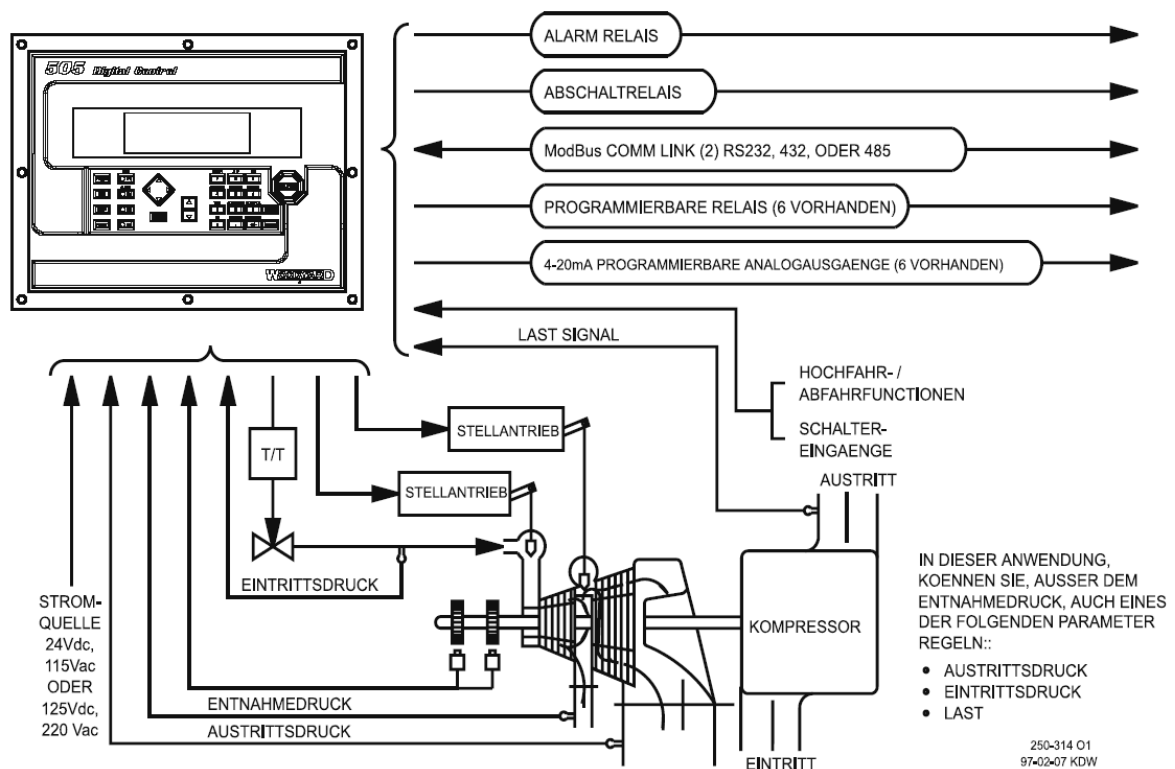 505 Digital Control
WOODWARD
ALARM RELAIS
ABSCHALTRELAIS
ModBus COMM LINK (2) RS232, 432, ODER 485
PROGRAMMIERBARE RELAIS (6 VORHANDEN)
4-20mA PROGRAMMIERBARE ANALOGAUSGAENGE (6 VORHANDEN)
LAST SIGNAL
HOCHFAHR- /
ABFAHRFUNCTIONEN
SCHALTER-
EINGAENGE
STELLANTRIEB
T/T
STELLANTRIEB
AUSTRITT
EINTRITTSDRUCK
STROM-
QUELLE
24Vdc,
115Vac
ODER
125Vdc,
220 Vac
KOMPRESSOR
ENTNAHMEDRUCK
AUSTRITTSDRUCK
EINTRITT
IN DIESER ANWENDUNG,
KOENNEN SIE, AUSSER DEM
ENTNAHMEDRUCK, AUCH EINES
DER FOLGENDEN PARAMETER
REGELN::
• AUSTRITTSDRUCK
• EINTRITTSDRUCK
• LAST
250-314 O1
97-02-07 KDW